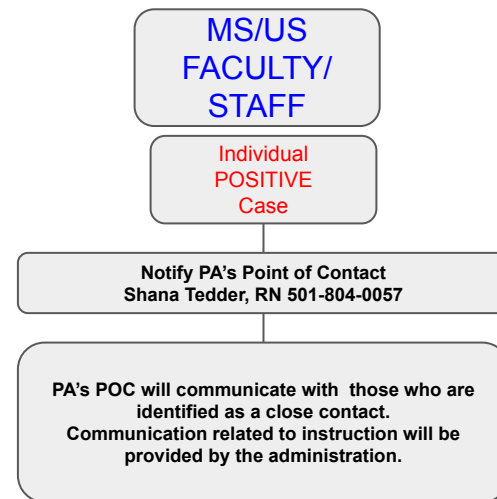 MS/US
FACULTY/
STAFF
Individual
POSITIVE
Case
Notify PA's Point of Contact
Shana Tedder, RN 501-804-0057
PA's POC will communicate with  those who are
identified as a close contact.
Communication related to instruction will be
provided by the administration.